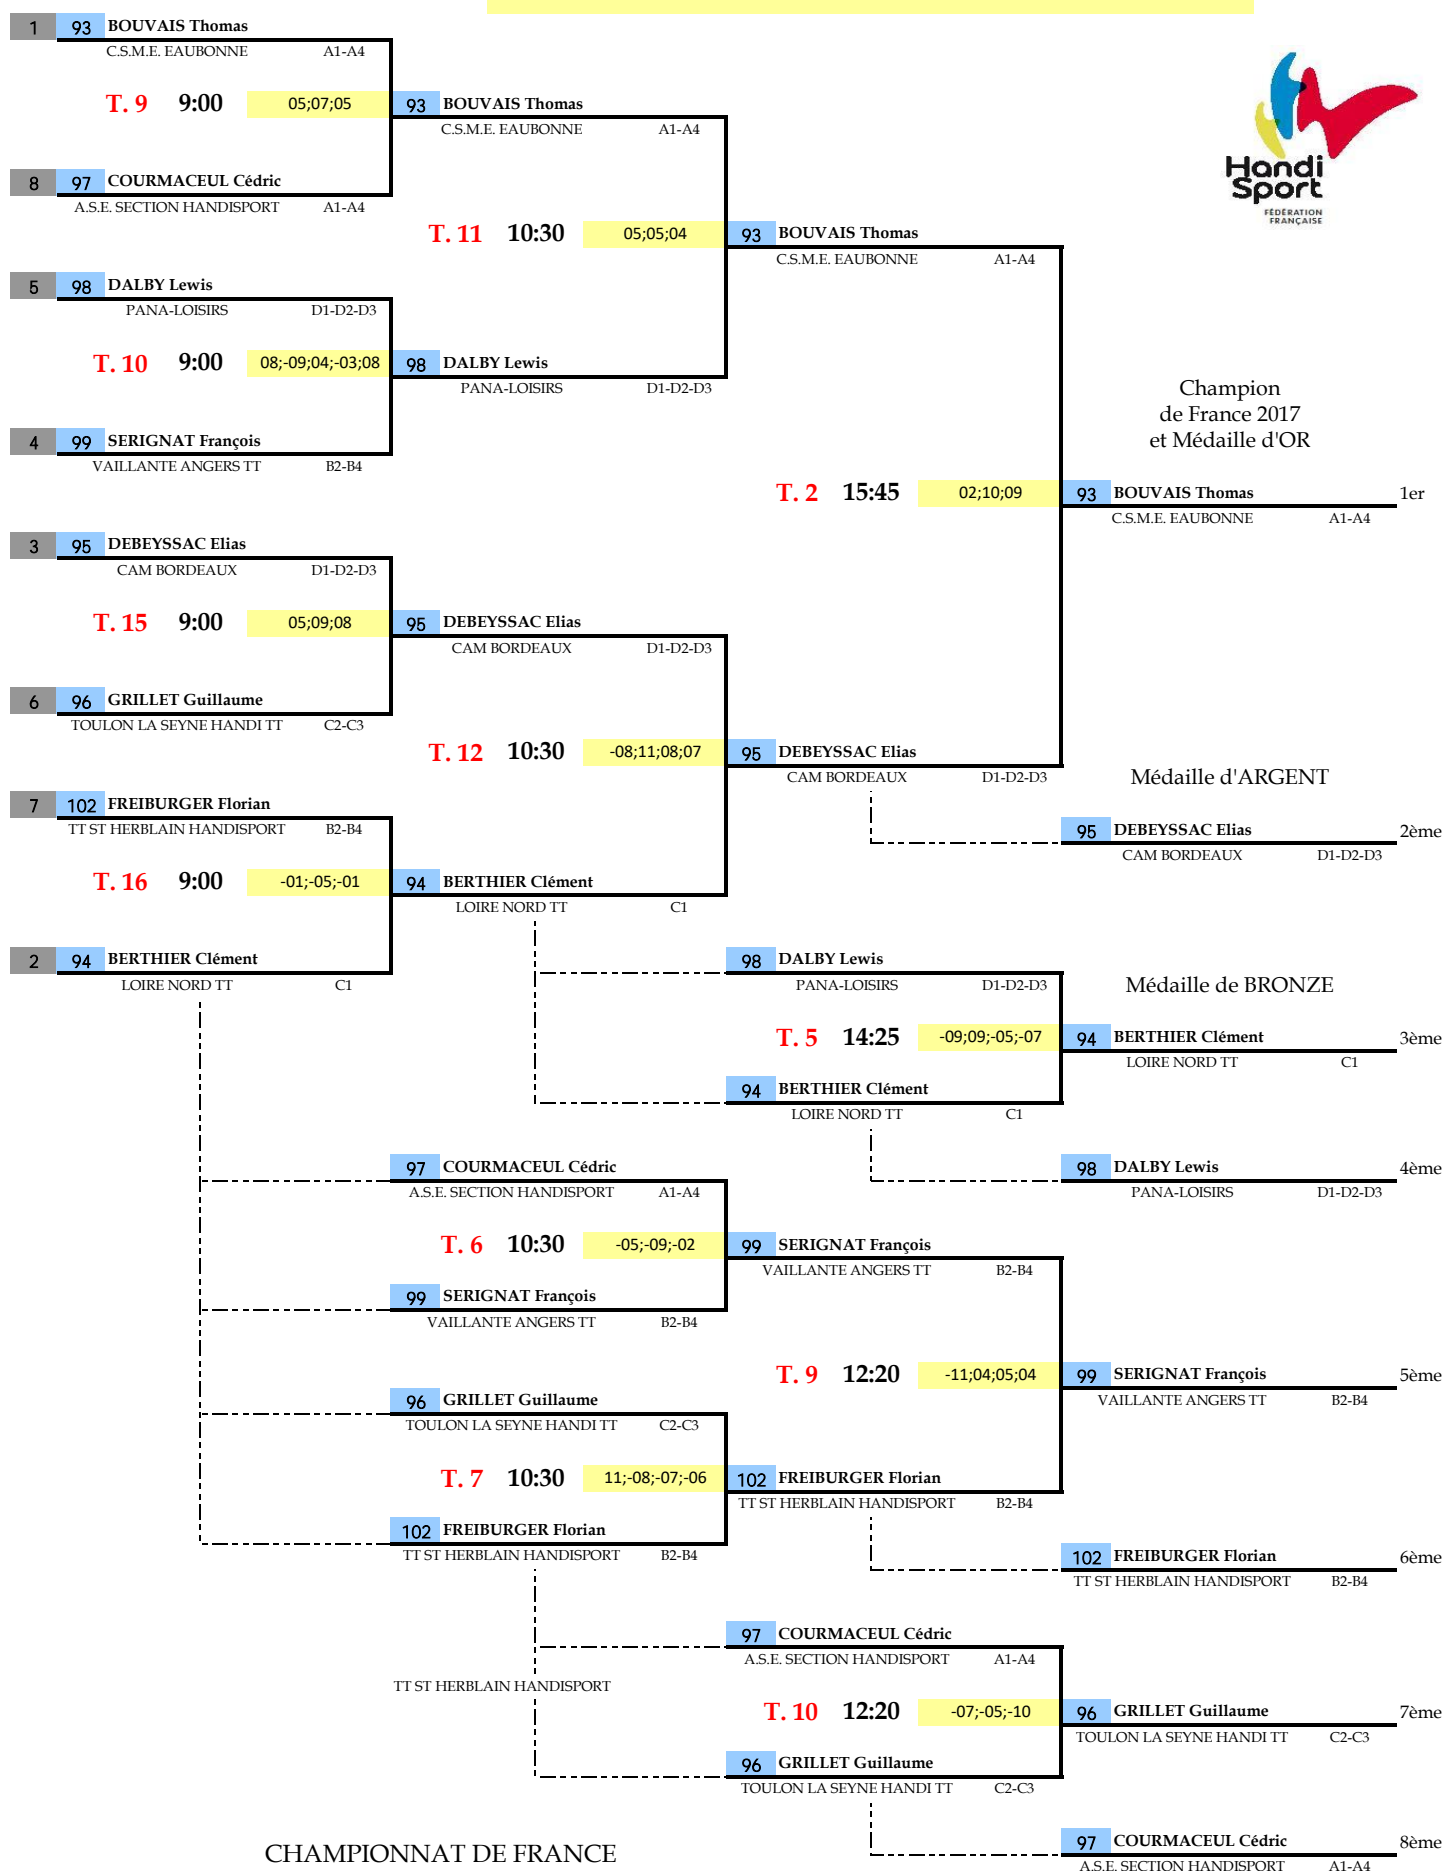 1 93 BOUVAIS Thomas
C.S.M.E. EAUBONNE A1-A4
T. 9 9:00 05;07;05 93 BOUVAIS Thomas
C.S.M.E. EAUBONNE A1-A4
Handi
Sport
FÉDÉRATION
FRANÇAISE
8 97 COURMACEUL Cédric
A.S.E. SECTION HANDISPORT A1-A4
T. 11 10:30 05;05;04 93 BOUVAIS Thomas
C.S.M.E. EAUBONNE A1-A4
5 98 DALBY Lewis
PANA-LOISIRS D1-D2-D3
T. 10 9:00 08;-09;04;-03;08 98 DALBY Lewis
PANA-LOISIRS D1-D2-D3
Champion
de France 2017
et Médaille d'OR
4 99 SERIGNAT François
VAILLANTE ANGERS TT B2-B4
T. 2 15:45 02;10;09 93 BOUVAIS Thomas 1er
C.S.M.E. EAUBONNE A1-A4
3 95 DEBEYSSAC Elias
CAM BORDEAUX D1-D2-D3
T. 15 9:00 05;09;08 95 DEBEYSSAC Elias
CAM BORDEAUX D1-D2-D3
6 96 GRILLET Guillaume
TOULON LA SEYNE HANDI TT C2-C3
T. 12 10:30 -08;11;08;07 95 DEBEYSSAC Elias
CAM BORDEAUX D1-D2-D3
Médaille d'ARGENT
7 102 FREIBURGER Florian
TT ST HERBLAIN HANDISPORT B2-B4
95 DEBEYSSAC Elias 2ème
CAM BORDEAUX D1-D2-D3
T. 16 9:00 -01;-05;-01 94 BERTHIER Clément
LOIRE NORD TT C1
2 94 BERTHIER Clément
LOIRE NORD TT C1
98 DALBY Lewis
PANA-LOISIRS D1-D2-D3
Médaille de BRONZE
T. 5 14:25 -09;09;-05;-07 94 BERTHIER Clément 3ème
LOIRE NORD TT C1
94 BERTHIER Clément
LOIRE NORD TT C1
97 COURMACEUL Cédric
A.S.E. SECTION HANDISPORT A1-A4
98 DALBY Lewis 4ème
PANA-LOISIRS D1-D2-D3
T. 6 10:30 -05;-09;-02 99 SERIGNAT François
VAILLANTE ANGERS TT B2-B4
99 SERIGNAT François
VAILLANTE ANGERS TT B2-B4
T. 9 12:20 -11;04;05;04 99 SERIGNAT François 5ème
VAILLANTE ANGERS TT B2-B4
96 GRILLET Guillaume
TOULON LA SEYNE HANDI TT C2-C3
T. 7 10:30 11;-08;-07;-06 102 FREIBURGER Florian
TT ST HERBLAIN HANDISPORT B2-B4
102 FREIBURGER Florian
TT ST HERBLAIN HANDISPORT B2-B4
102 FREIBURGER Florian 6ème
TT ST HERBLAIN HANDISPORT B2-B4
97 COURMACEUL Cédric
A.S.E. SECTION HANDISPORT A1-A4
TT ST HERBLAIN HANDISPORT
T. 10 12:20 -07;-05;-10 96 GRILLET Guillaume 7ème
TOULON LA SEYNE HANDI TT C2-C3
96 GRILLET Guillaume
TOULON LA SEYNE HANDI TT C2-C3
CHAMPIONNAT DE FRANCE
97 COURMACEUL Cédric 8ème
A.S.E. SECTION HANDISPORT A1-A4